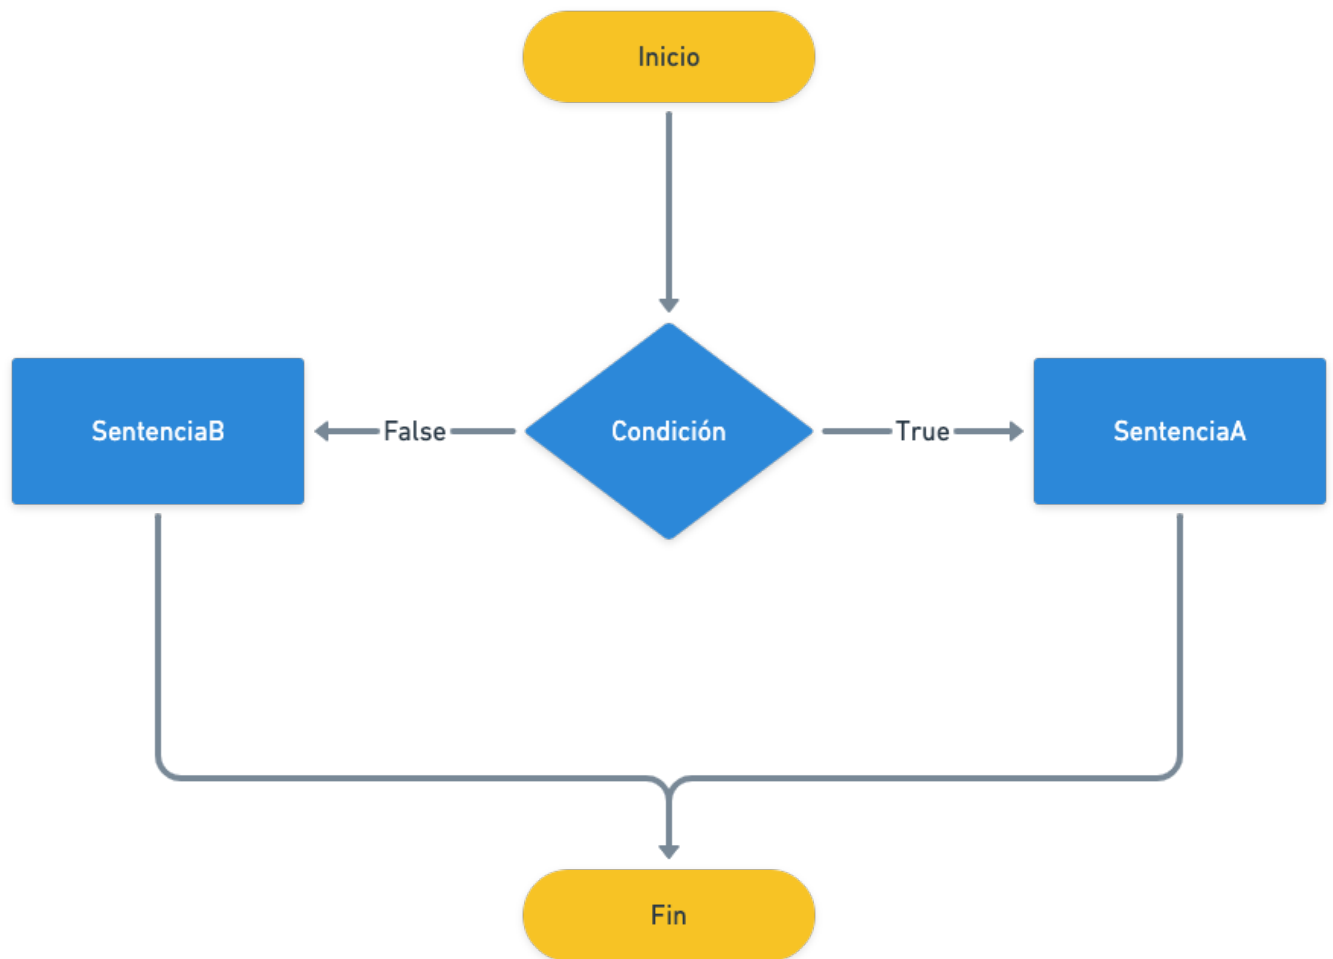 Inicio
SentenciaB
False
Condición
True
SentenciaA
Fin